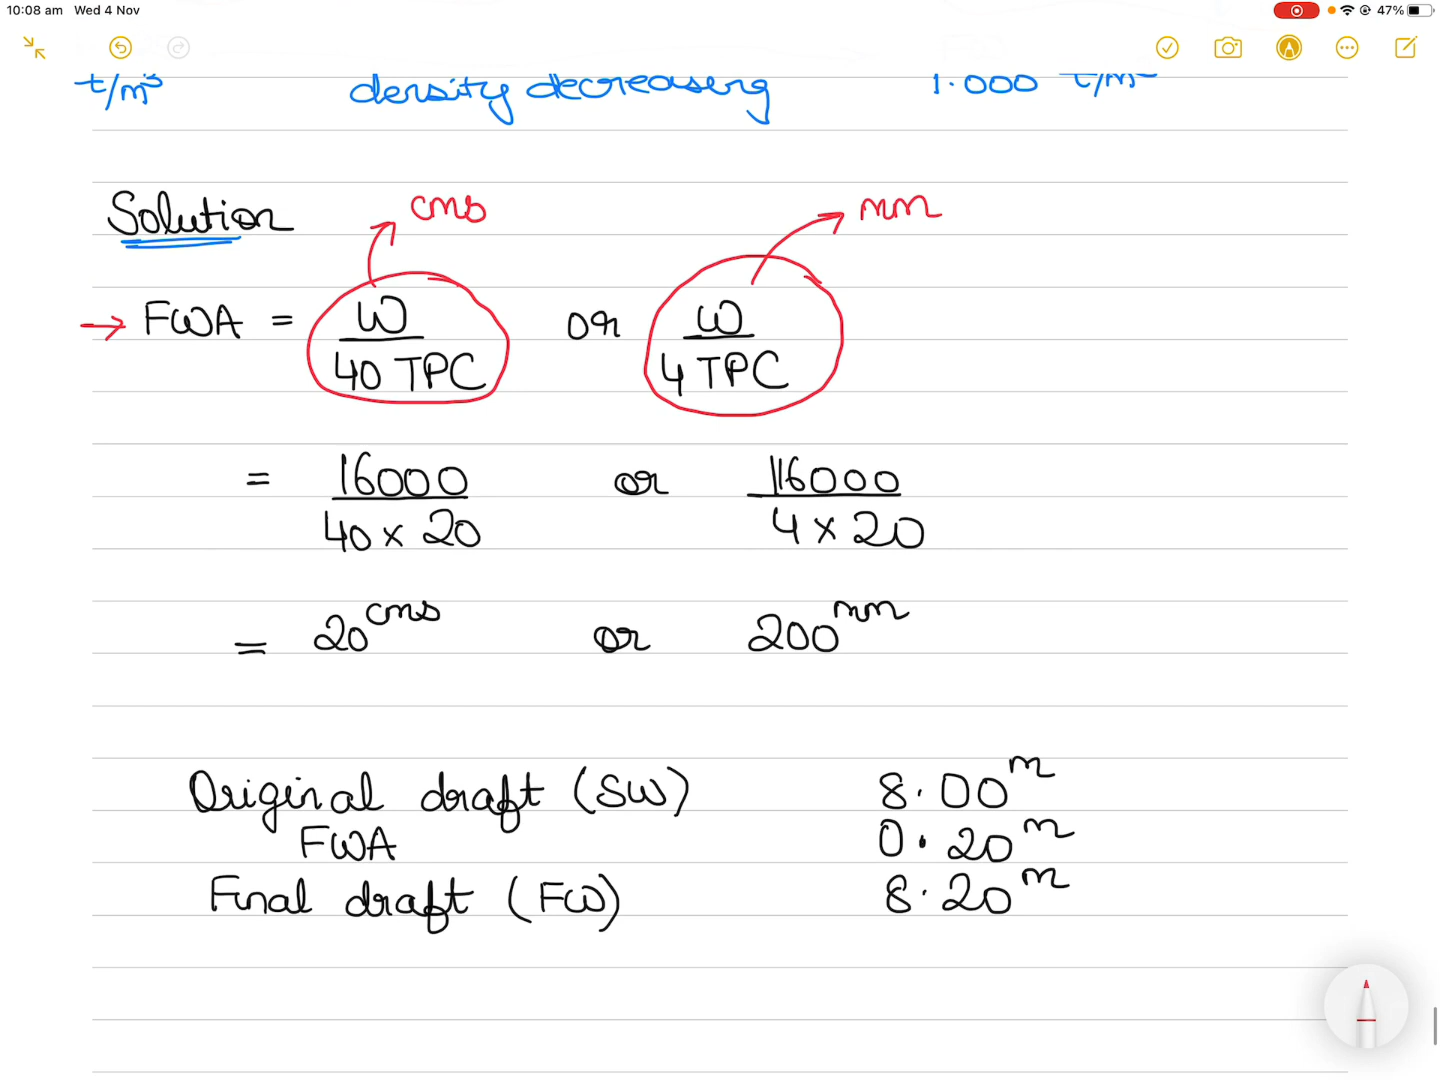 10:08 am Wed 4 Nov
47%
t/m³ density decreasing 1.000 t/m³
Solution cms mm
→ FWA = W / 40 TPC or W / 4 TPC
= 16000 / 40 × 20 or 116000 / 4 × 20
= 20 cms or 200 mm
Original draft (SW) 8.00 m
FWA 0.20 m
Final draft (FW) 8.20 m